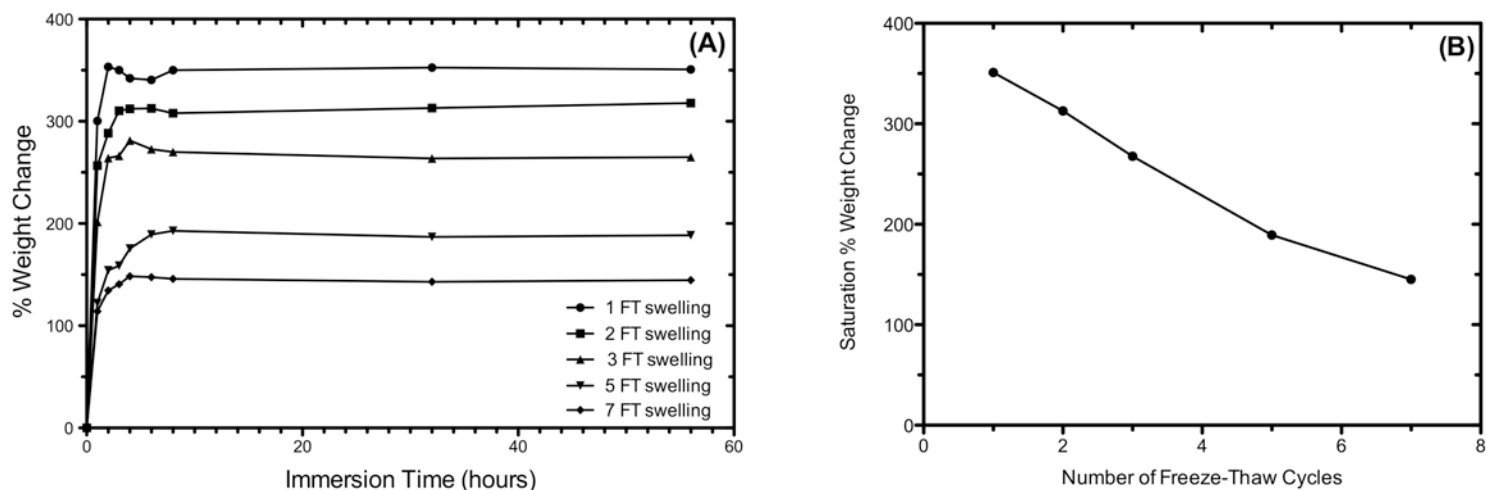 400
300
200
100
0
% Weight Change
(A)
1 FT swelling
2 FT swelling
3 FT swelling
5 FT swelling
7 FT swelling
0 20 40 60
Immersion Time (hours)
400
300
200
100
0
Saturation % Weight Change
(B)
0 2 4 6 8
Number of Freeze-Thaw Cycles